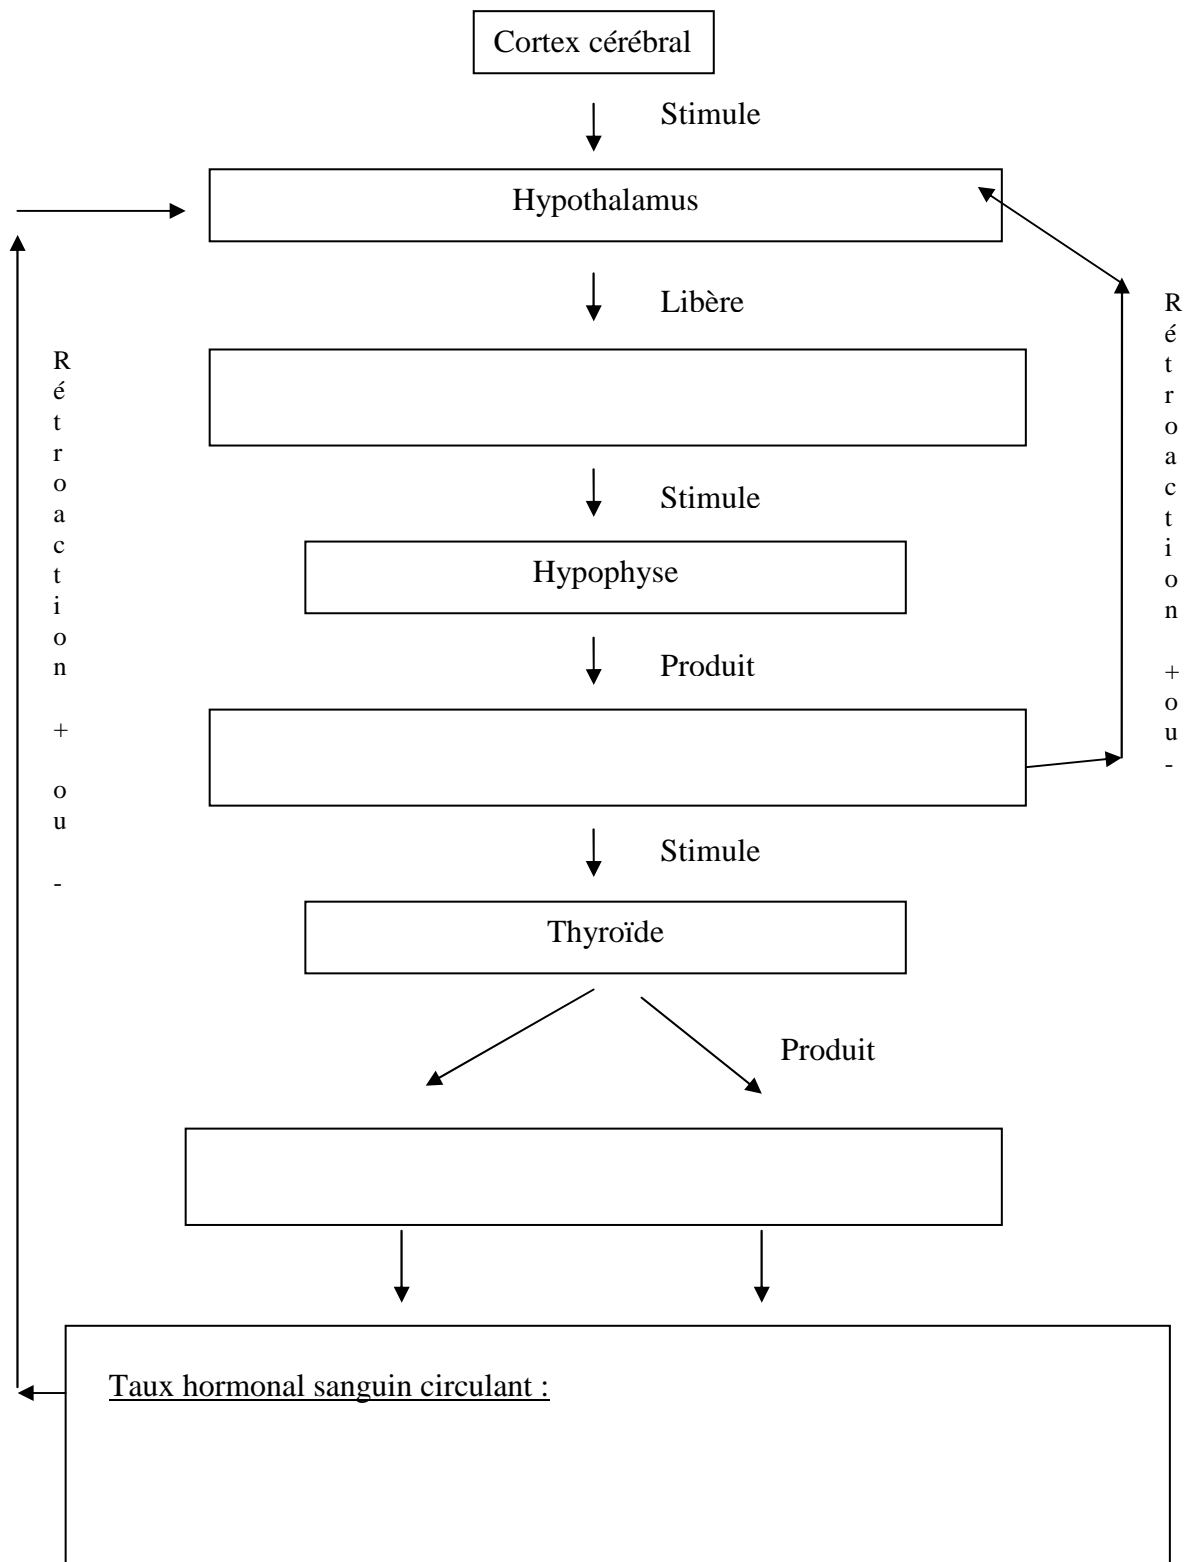 Cortex cérébral
Stimule
Hypothalamus
Libère
Rétroaction + ou -
Rétroaction +ou-
Stimule
Hypophyse
Produit
Stimule
Thyroïde
Produit
Taux hormonal sanguin circulant :